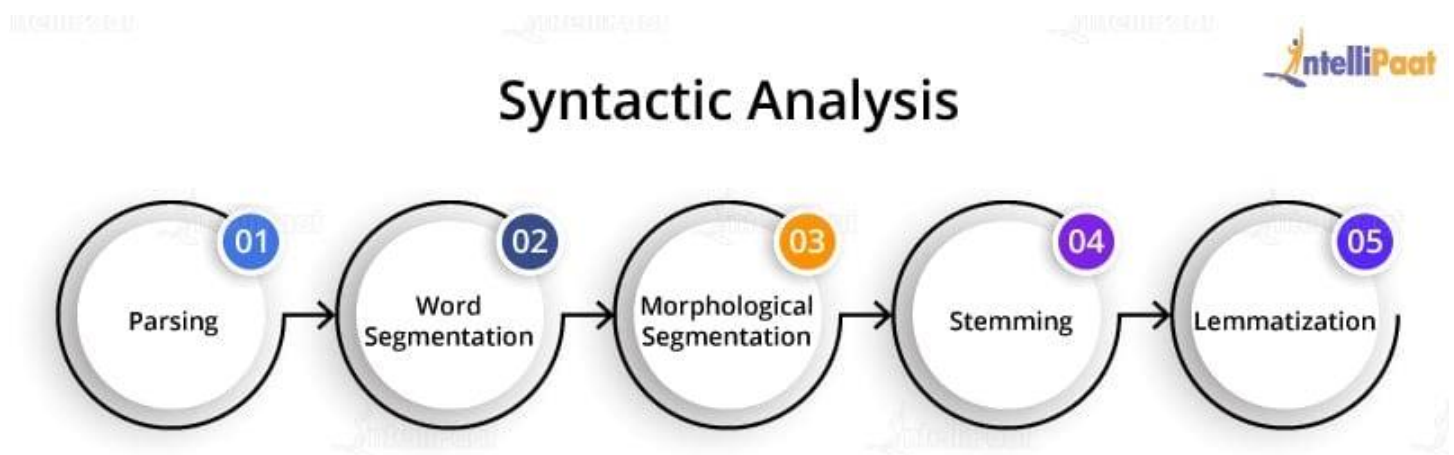 IntelliPaat
Syntactic Analysis
01
Parsing
02
Word
Segmentation
03
Morphological
Segmentation
04
Stemming
05
Lemmatization